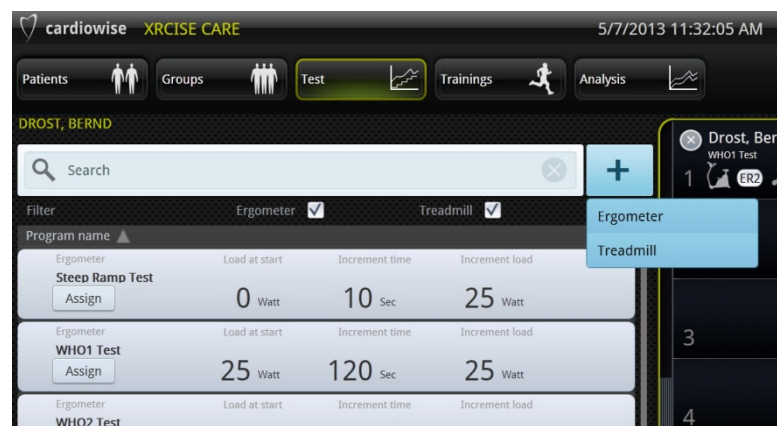 cardiowise XRCISE CARE 5/7/2013 11:32:05 AM
Patients Groups Test Trainings Analysis
DROST, BERND
Search
+
Filter Ergometer Treadmill
Program name
Ergometer Load at start Increment time Increment load
Steep Ramp Test
Assign 0 Watt 10 Sec 25 Watt
Ergometer Load at start Increment time Increment load
WHO1 Test
Assign 25 Watt 120 Sec 25 Watt
Ergometer Load at start Increment time Increment load
WHO2 Test
Ergometer
Treadmill
Drost, Ber
WHO1 Test
1 ER2
3
4